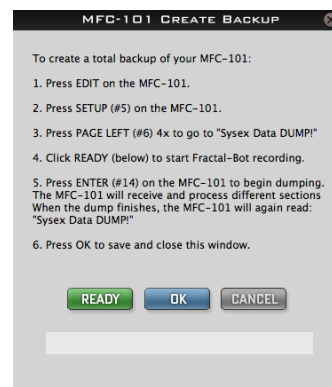 MFC-101 CREATE BACKUP
To create a total backup of your MFC-101:
1. Press EDIT on the MFC-101.
2. Press SETUP (#5) on the MFC-101.
3. Press PAGE LEFT (#6) 4x to go to "Sysex Data DUMP!"
4. Click READY (below) to start Fractal-Bot recording.
5. Press ENTER (#14) on the MFC-101 to begin dumping.
The MFC-101 will receive and process different sections
When the dump finishes, the MFC-101 will again read:
"Sysex Data DUMP!"
6. Press OK to save and close this window.
READY OK CANCEL